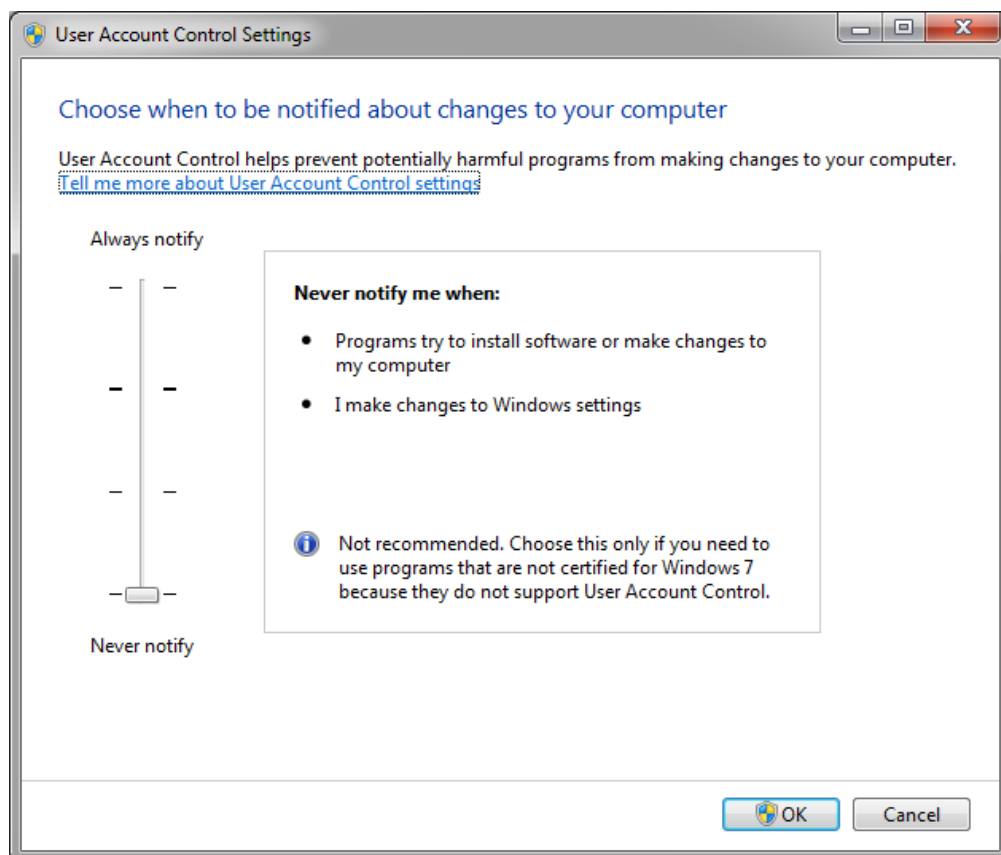 User Account Control Settings
Choose when to be notified about changes to your computer
User Account Control helps prevent potentially harmful programs from making changes to your computer.
Tell me more about User Account Control settings
Always notify
Never notify me when:
• Programs try to install software or make changes to
my computer
• I make changes to Windows settings
Not recommended. Choose this only if you need to
use programs that are not certified for Windows 7
because they do not support User Account Control.
Never notify
OK Cancel